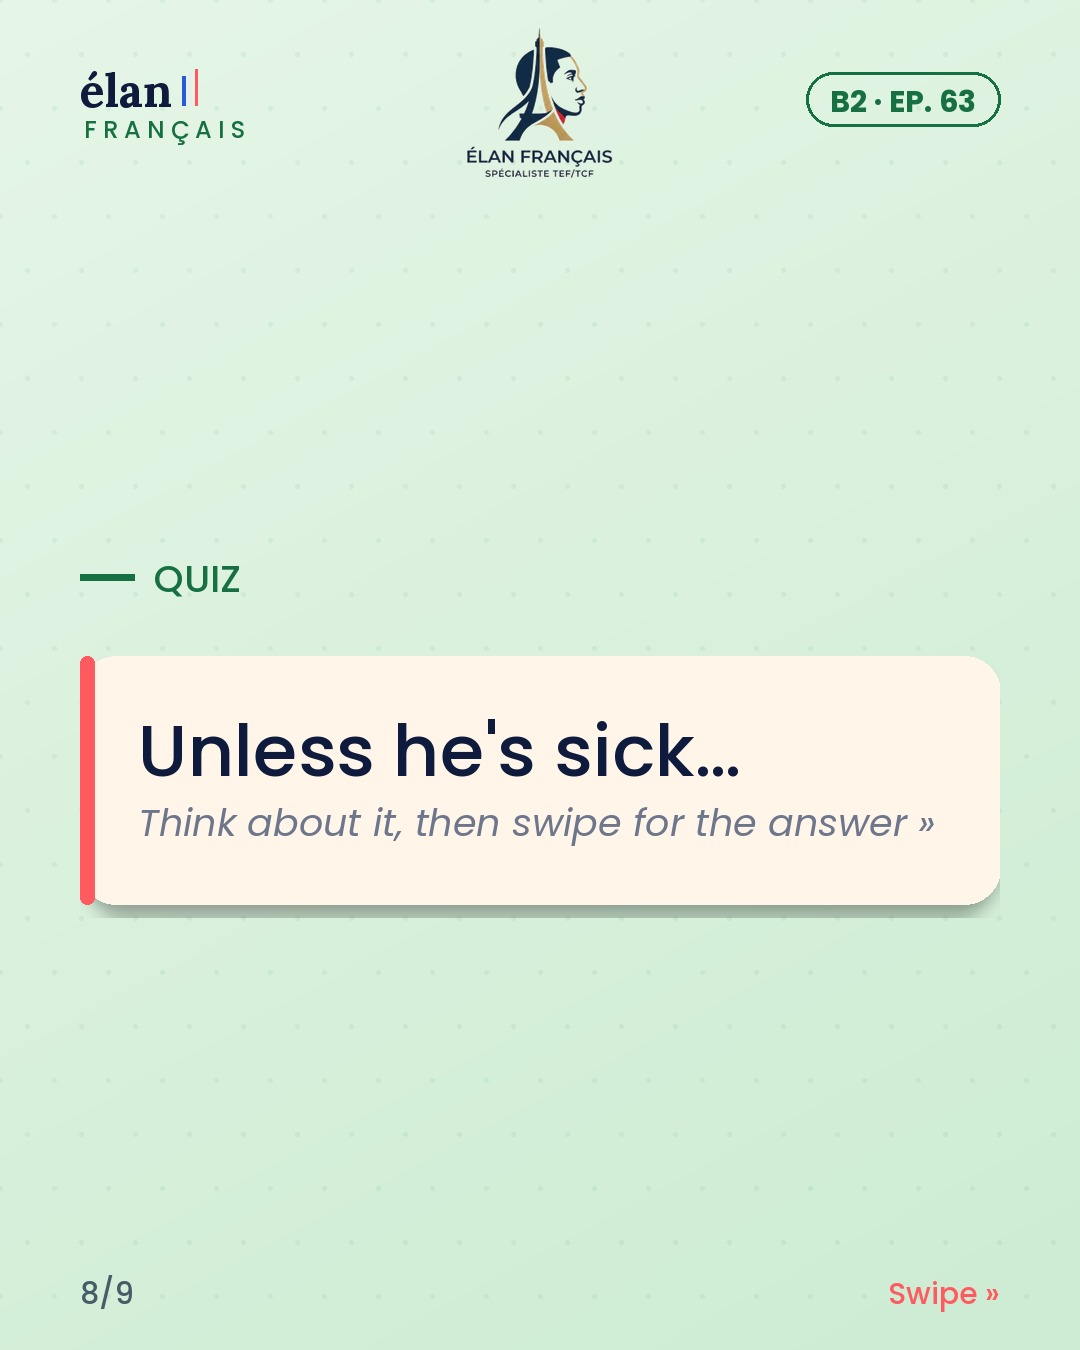 élan
FRANÇAIS
ÉLAN FRANÇAIS
SPÉCIALISTE TEF/TCF
B2 · EP. 63
QUIZ
Unless he's sick...
Think about it, then swipe for the answer »
8/9
Swipe »